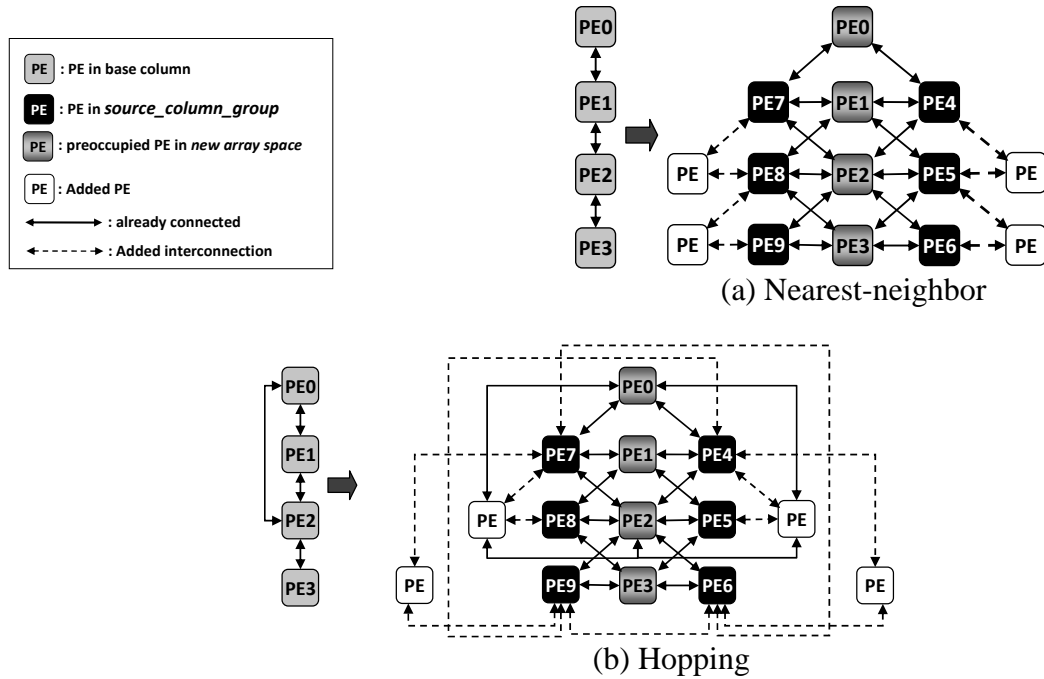 PE : PE in base column
PE : PE in source_column_group
PE : preoccupied PE in new array space
PE : Added PE
: already connected
: Added interconnection
PE0 PE0
PE1 PE7 PE1 PE4
PE2 PE PE8 PE2 PE5 PE
PE3 PE PE9 PE3 PE6 PE
(a) Nearest-neighbor
PE0 PE0
PE1 PE7 PE1 PE4
PE2 PE PE8 PE2 PE5 PE
PE3 PE PE9 PE3 PE6 PE
(b) Hopping